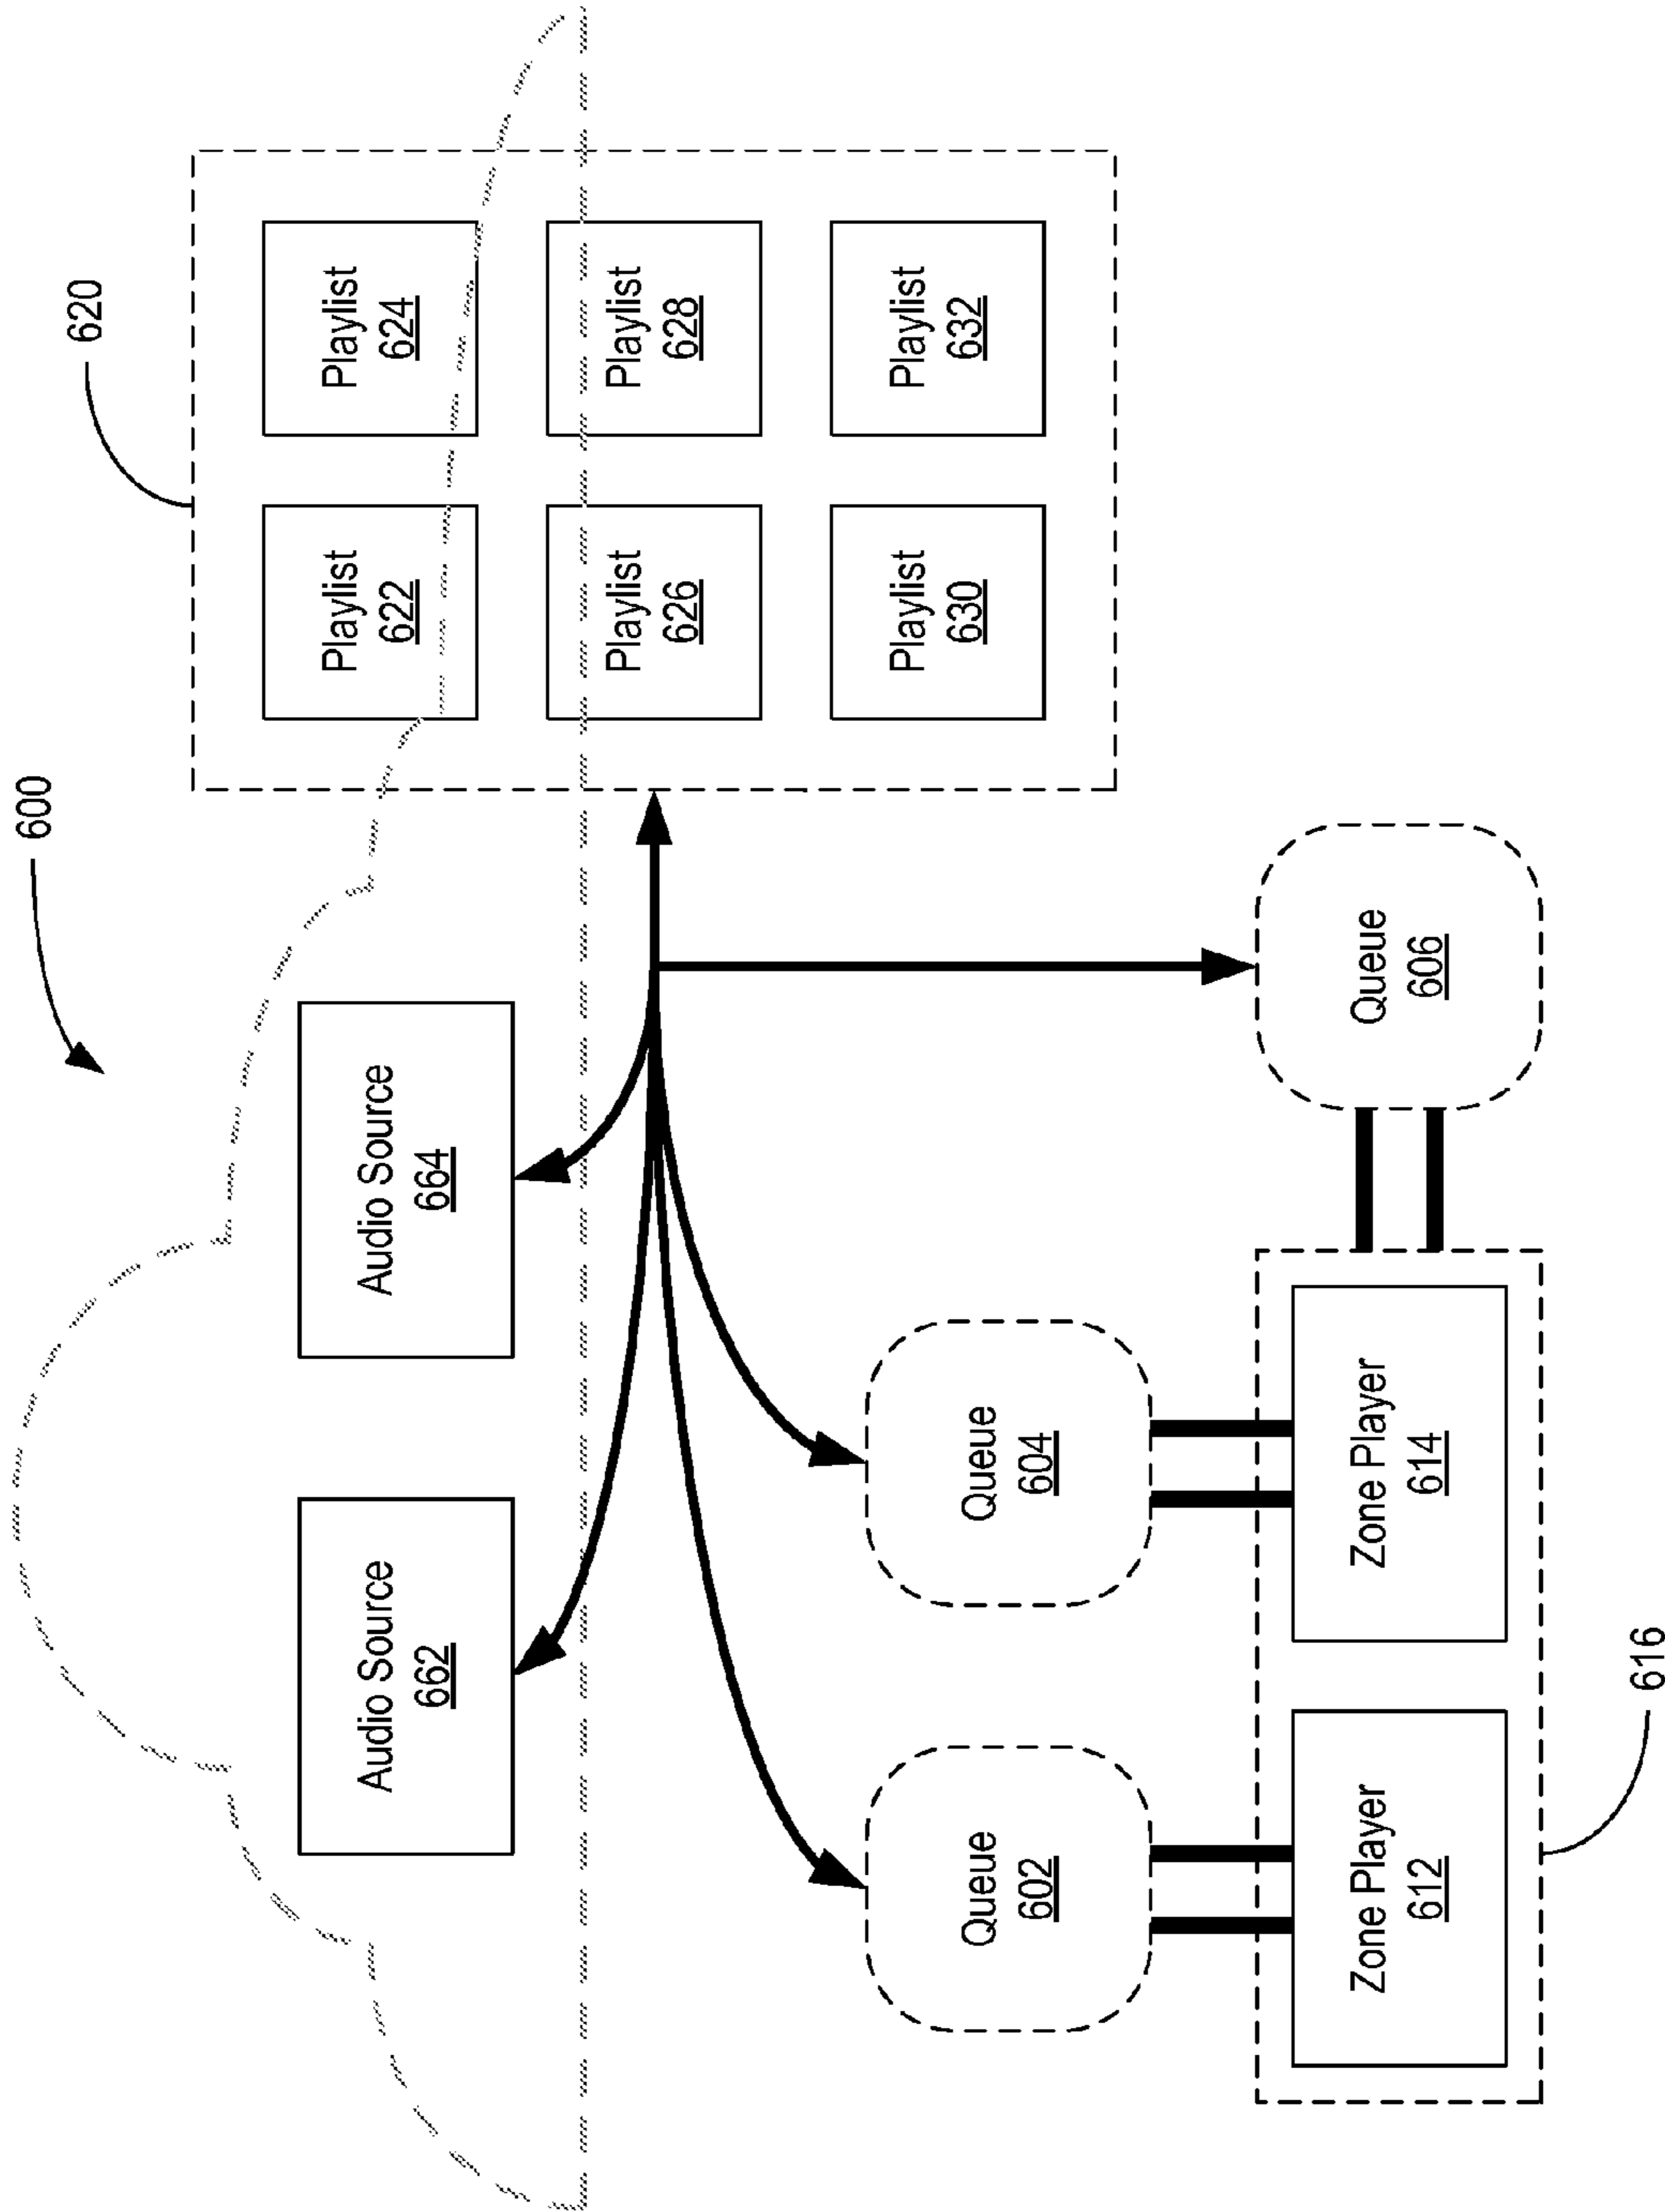 600
620
Audio Source
662
Audio Source
664
Playlist
622
Playlist
624
Playlist
626
Playlist
628
Playlist
630
Playlist
632
Queue
602
Queue
604
Queue
606
Zone Player
612
Zone Player
614
616